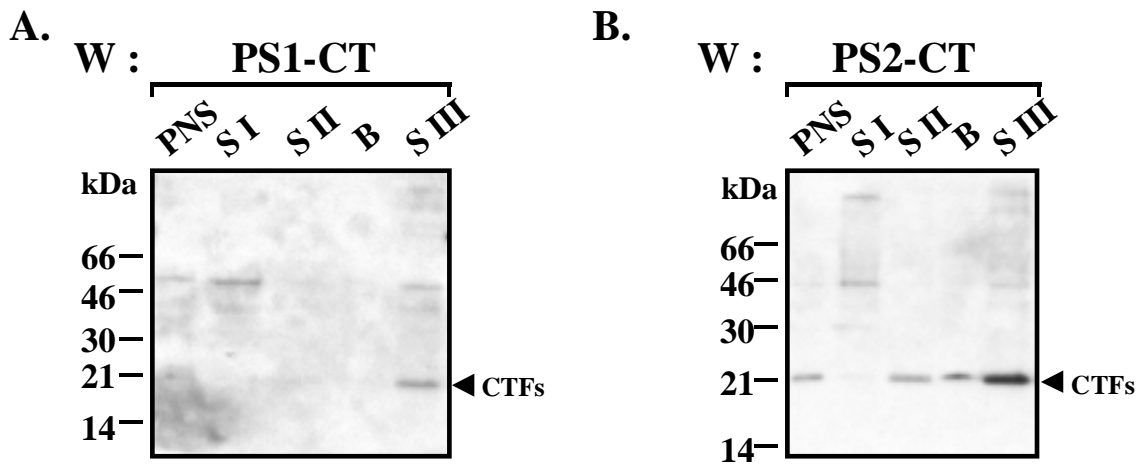 A.
W : PS1-CT
PNS S I S II B S III
kDa
66
46
30
21
14
CTFs
B.
W : PS2-CT
PNS S I S II B S III
kDa
66
46
30
21
14
CTFs